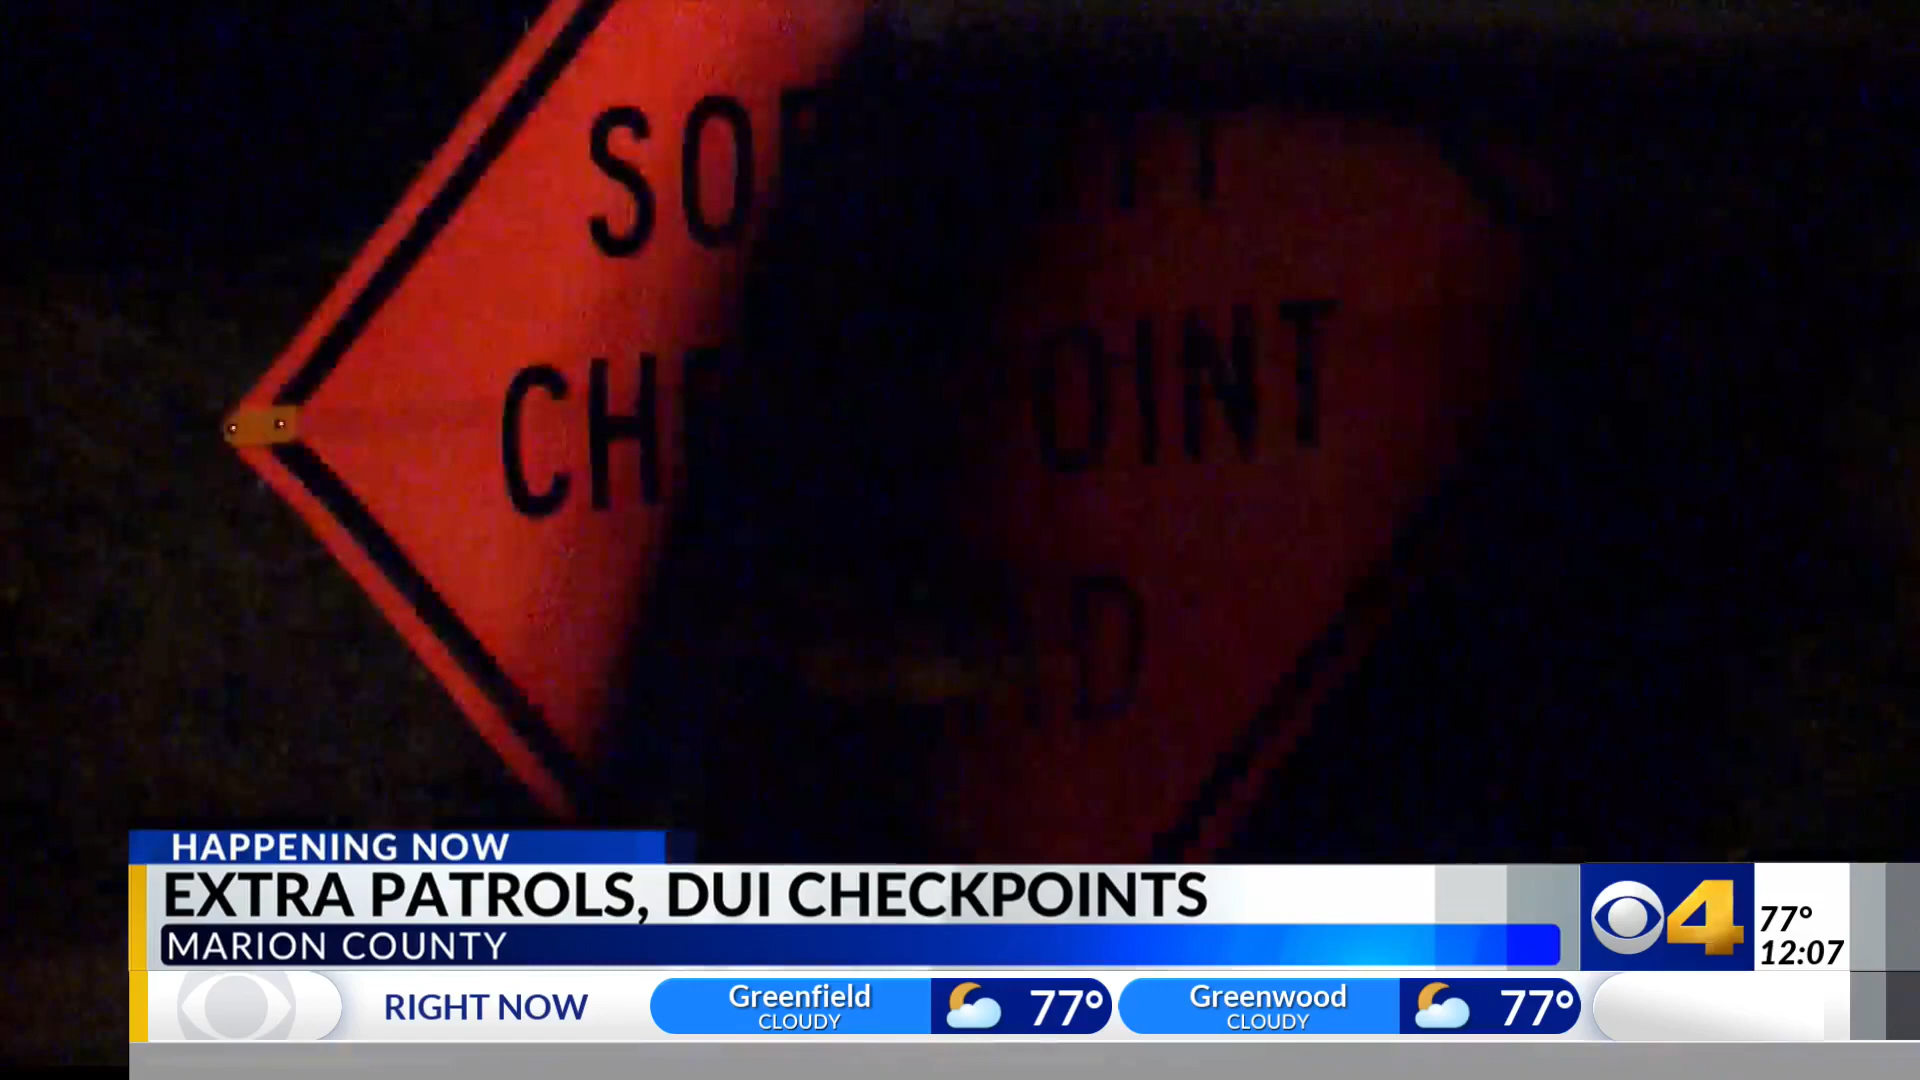 HAPPENING NOW
EXTRA PATROLS, DUI CHECKPOINTS
MARION COUNTY
4
77°
12:07
RIGHT NOW
Greenfield
CLOUDY
77°
Greenwood
CLOUDY
77°